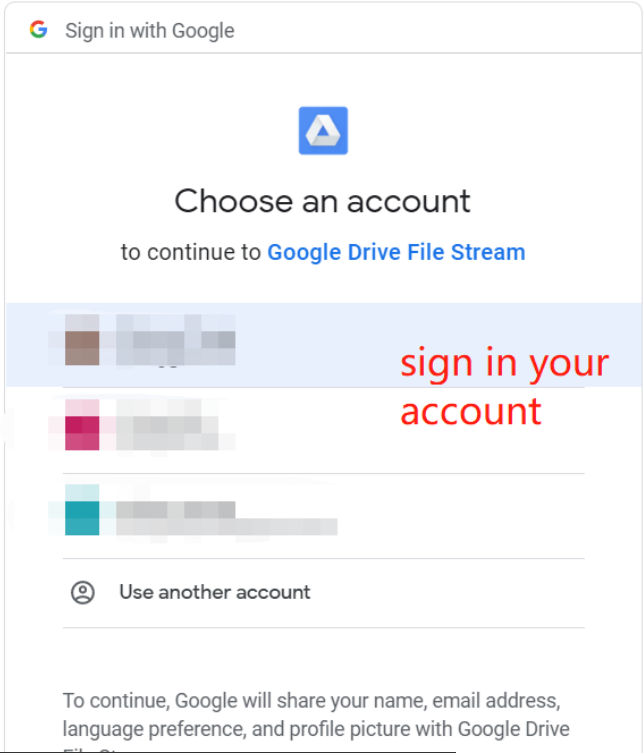 Sign in with Google
Choose an account
to continue to Google Drive File Stream
sign in your
account
Use another account
To continue, Google will share your name, email address,
language preference, and profile picture with Google Drive